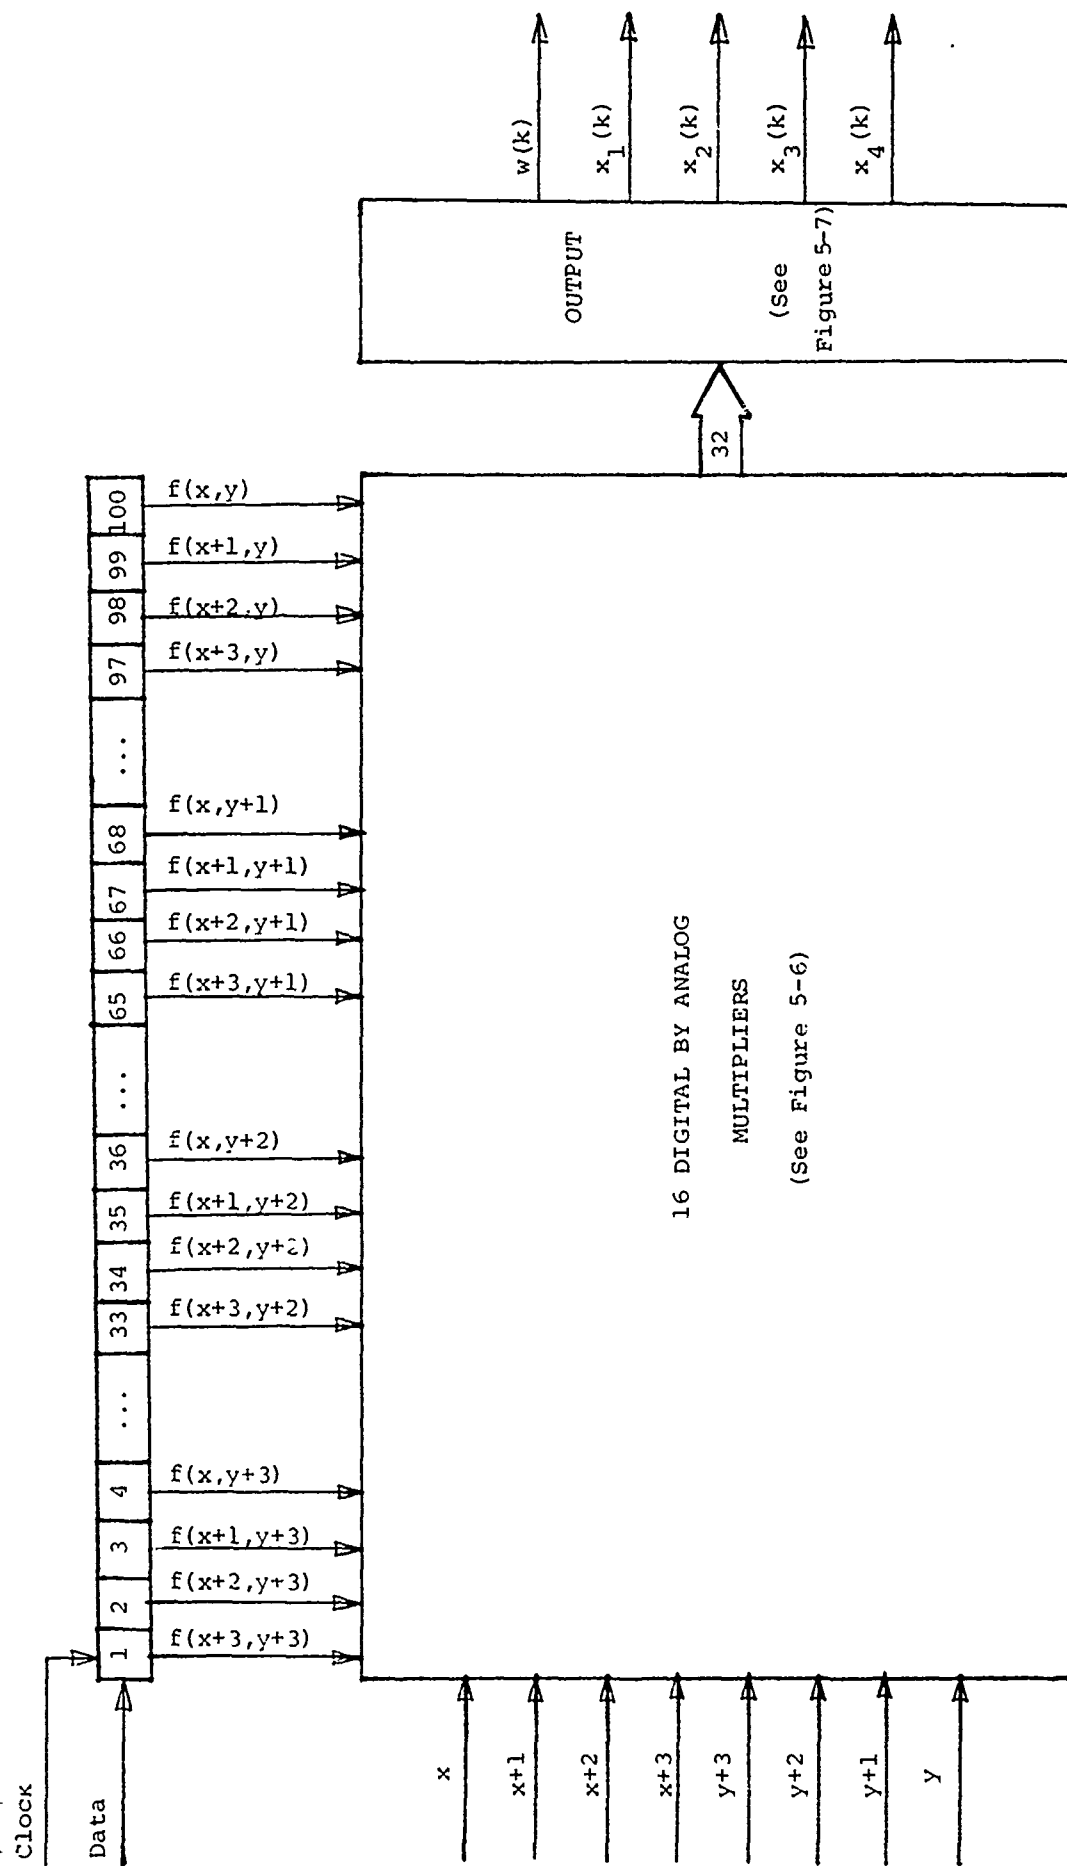 Clock
Data
1 2 3 4 ... 33 34 35 36 ... 65 66 67 68 ... 97 98 99 100
f(x+3,y+3)
f(x+2,y+3)
f(x+1,y+3)
f(x,y+3)
f(x+3,y+2)
f(x+2,y+2)
f(x+1,y+2)
f(x,y+2)
f(x+3,y+1)
f(x+2,y+1)
f(x+1,y+1)
f(x,y+1)
f(x+3,y)
f(x+2,y)
f(x+1,y)
f(x,y)
x
x+1
x+2
x+3
y+3
y+2
y+1
y
16 DIGITAL BY ANALOG
MULTIPLIERS
(See Figure 5-6)
32
OUTPUT
(See
Figure 5-7)
w(k)
x₁(k)
x₂(k)
x₃(k)
x₄(k)